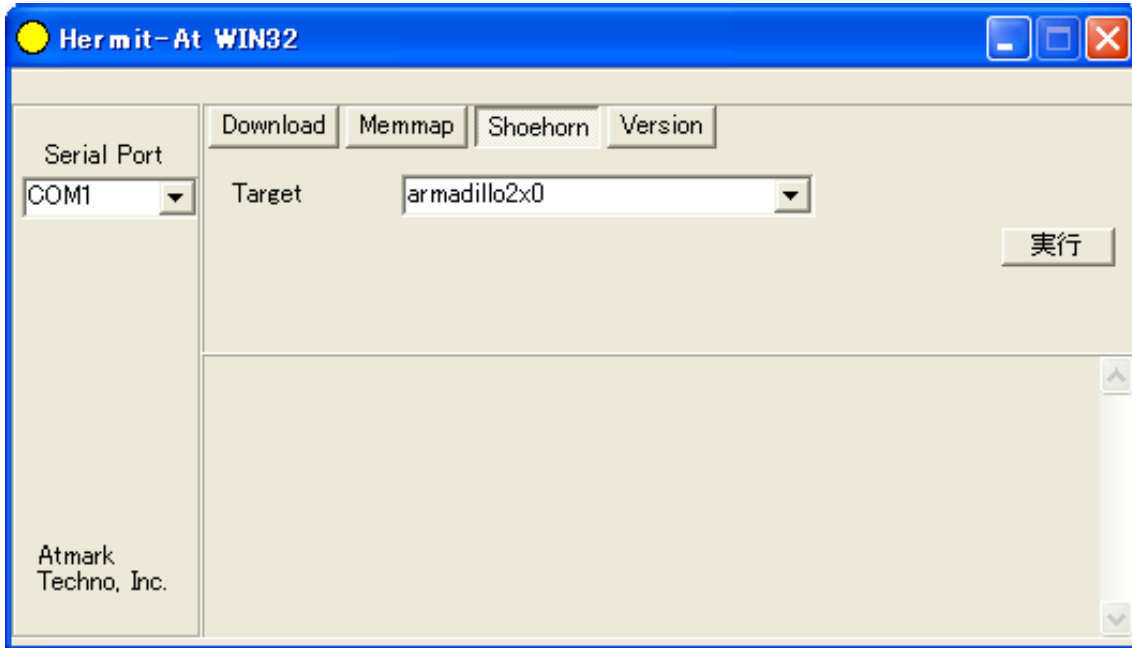 Hermit-At WIN32
Download Memmap Shoehorn Version
Serial Port
COM1
Target armadillo2x0
実行
Atmark
Techno, Inc.